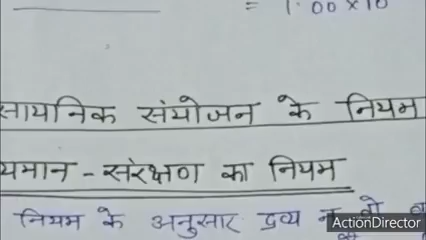 = 1.00 x 10
सायनिक संयोजन के नियम
यमान - संरक्षण का नियम
नियम के अनुसार द्रव्य न तो
ActionDirector